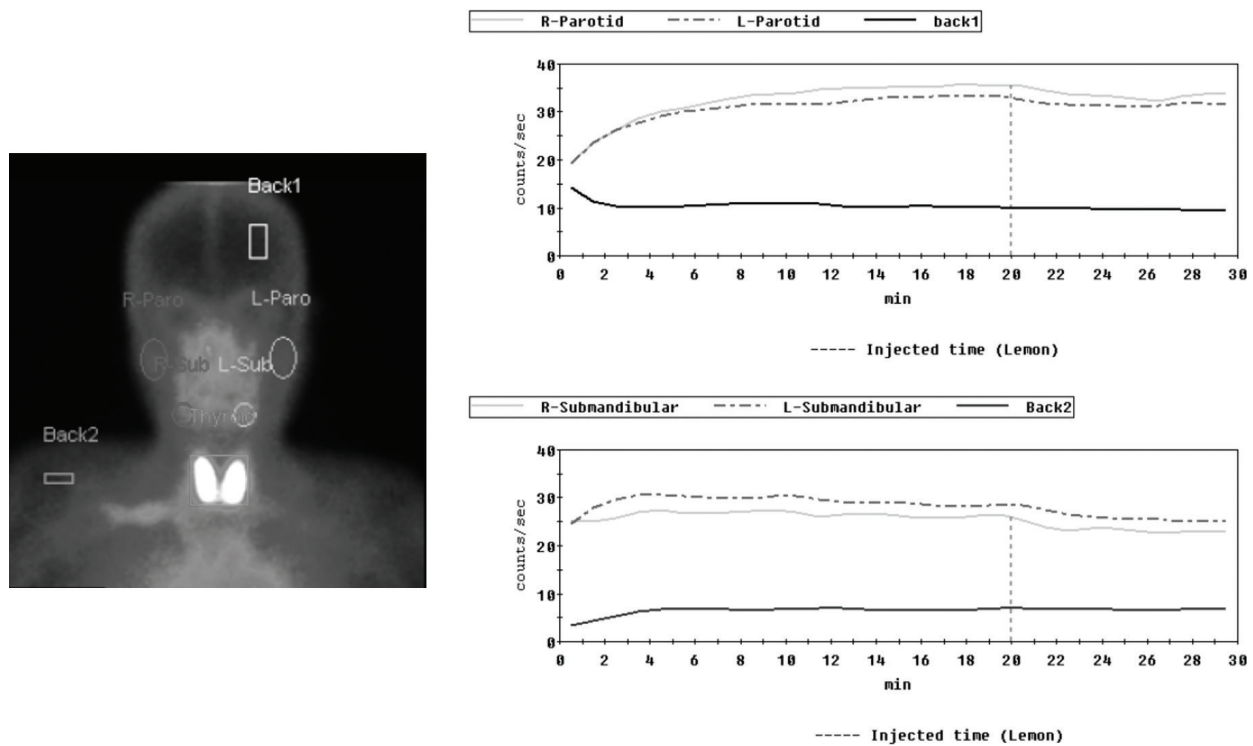 Back1
R-Paro L-Paro
R-Sub L-Sub
Thyroid
Back2
R-Parotid L-Parotid back1
40
30
20
10
0
counts/sec
0 2 4 6 8 10 12 14 16 18 20 22 24 26 28 30
min
Injected time (Lemon)
R-Submandibular L-Submandibular Back2
40
30
20
10
0
counts/sec
0 2 4 6 8 10 12 14 16 18 20 22 24 26 28 30
min
Injected time (Lemon)